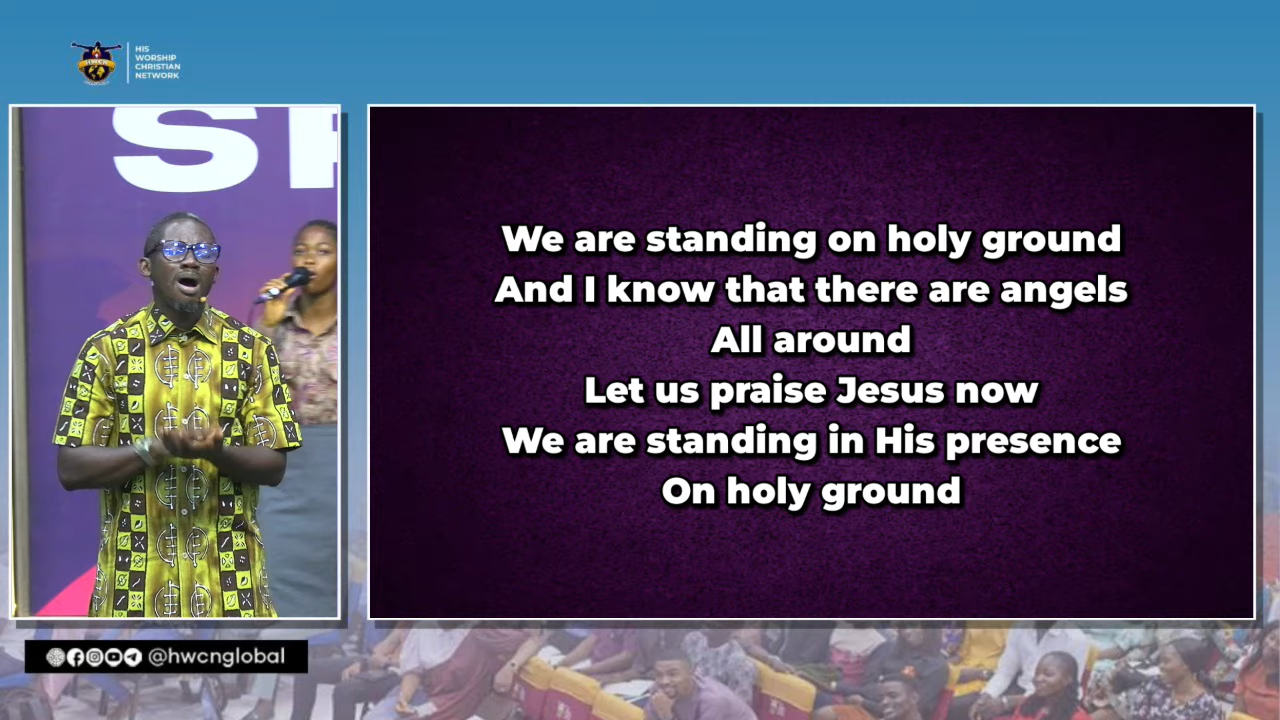 HIS
WORSHIP
CHRISTIAN
NETWORK
HWCN
We are standing on holy ground
And I know that there are angels
All around
Let us praise Jesus now
We are standing in His presence
On holy ground
@hwcnglobal